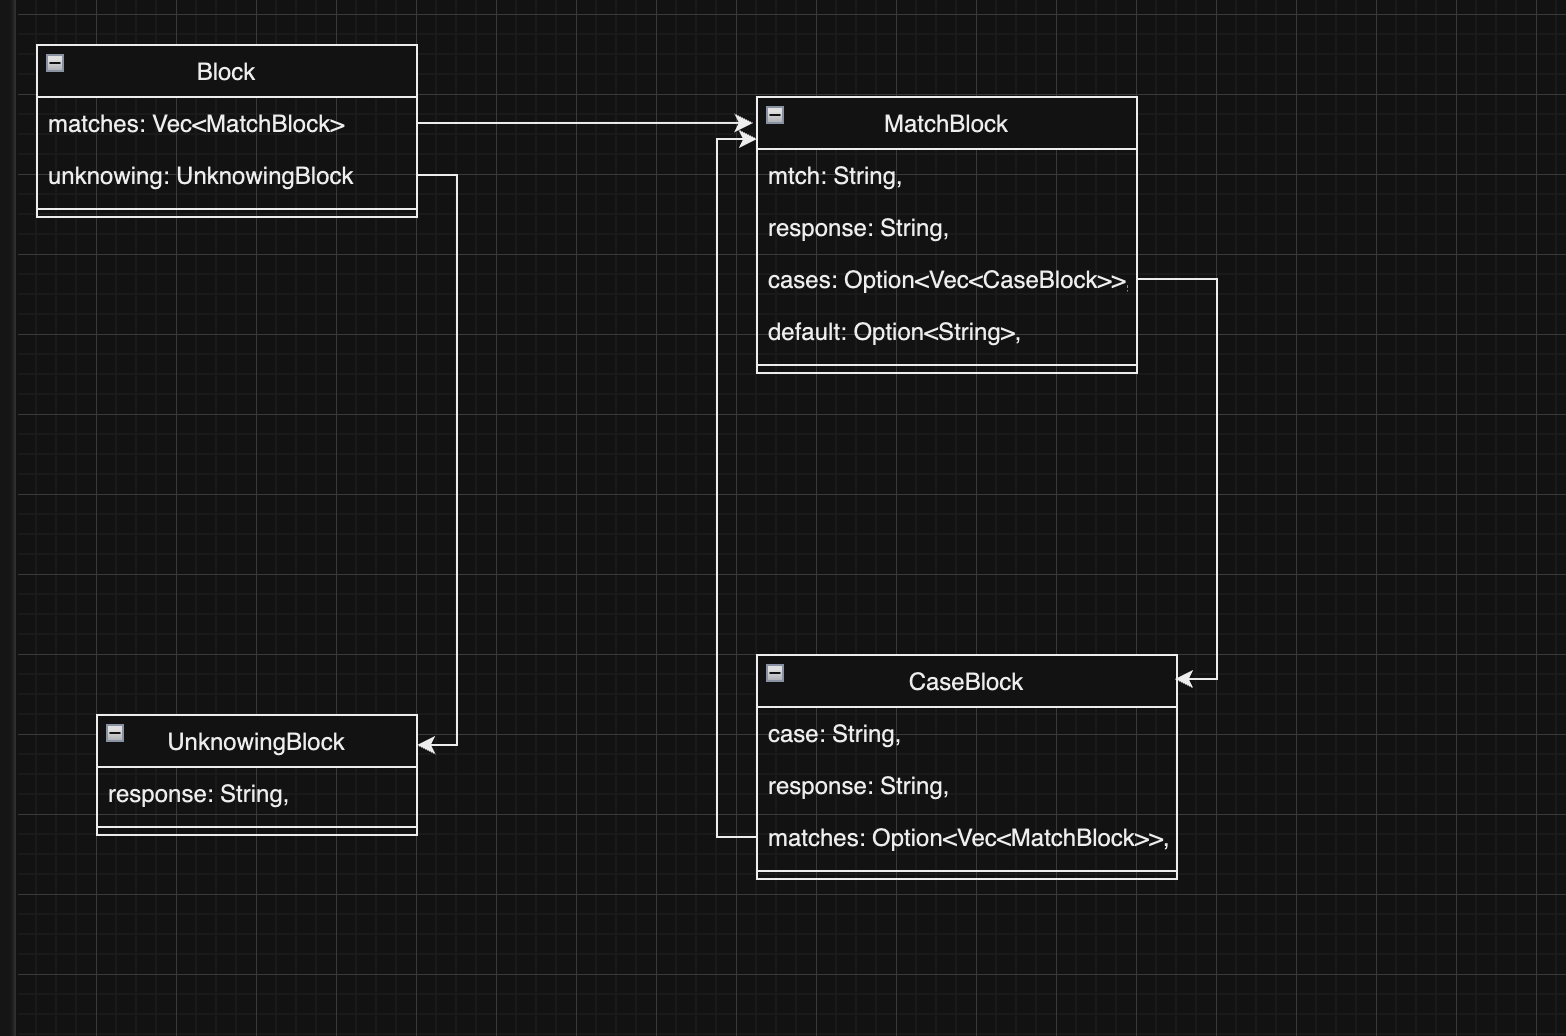 Block
matches: Vec<MatchBlock>
unknowing: UnknowingBlock
MatchBlock
mtch: String,
response: String,
cases: Option<Vec<CaseBlock>>,
default: Option<String>,
UnknowingBlock
response: String,
CaseBlock
case: String,
response: String,
matches: Option<Vec<MatchBlock>>,